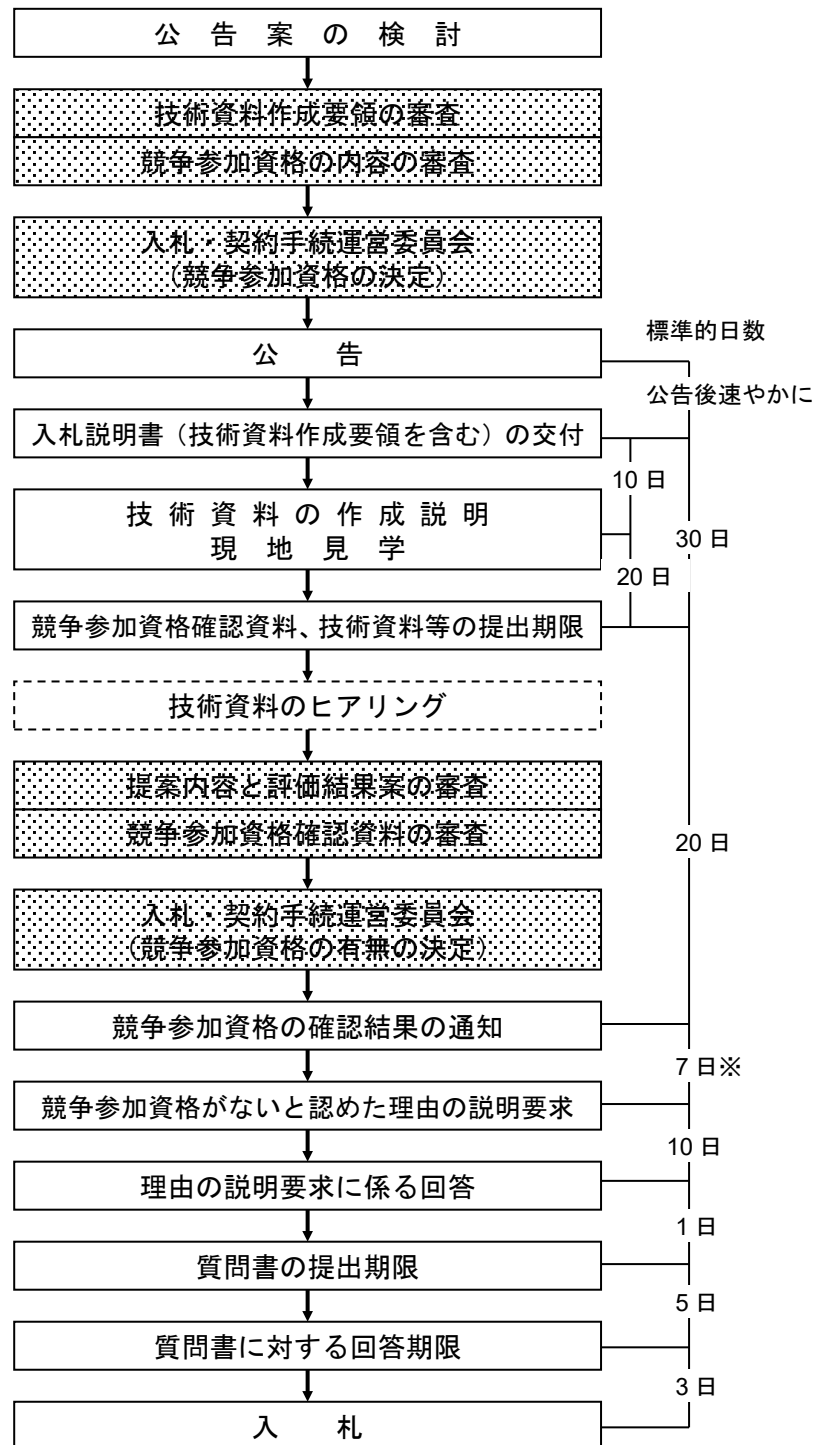 公告案の検討
技術資料作成要領の審査
競争参加資格の内容の審査
入札・契約手続運営委員会
（競争参加資格の決定）
標準的日数
公告
公告後速やかに
入札説明書（技術資料作成要領を含む）の交付
10 日
技術資料の作成説明
現地見学
30 日
20 日
競争参加資格確認資料、技術資料等の提出期限
技術資料のヒアリング
提案内容と評価結果案の審査
競争参加資格確認資料の審査
20 日
入札・契約手続運営委員会
（競争参加資格の有無の決定）
競争参加資格の確認結果の通知
7 日※
競争参加資格がないと認めた理由の説明要求
10 日
理由の説明要求に係る回答
1 日
質問書の提出期限
5 日
質問書に対する回答期限
3 日
入札